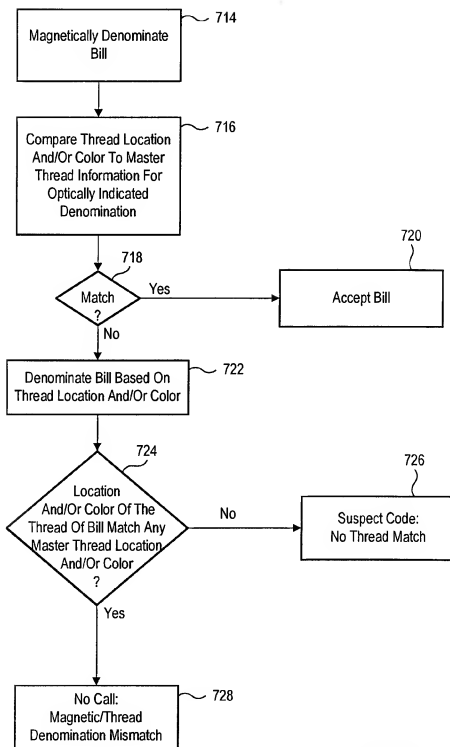 714
Magnetically Denominate
Bill
716
Compare Thread Location
And/Or Color To Master
Thread Information For
Optically Indicated
Denomination
718
Match
?
Yes
No
720
Accept Bill
722
Denominate Bill Based On
Thread Location And/Or Color
724
Location
And/Or Color Of The
Thread Of Bill Match Any
Master Thread Location
And/Or Color
?
No
Yes
726
Suspect Code:
No Thread Match
728
No Call:
Magnetic/Thread
Denomination Mismatch